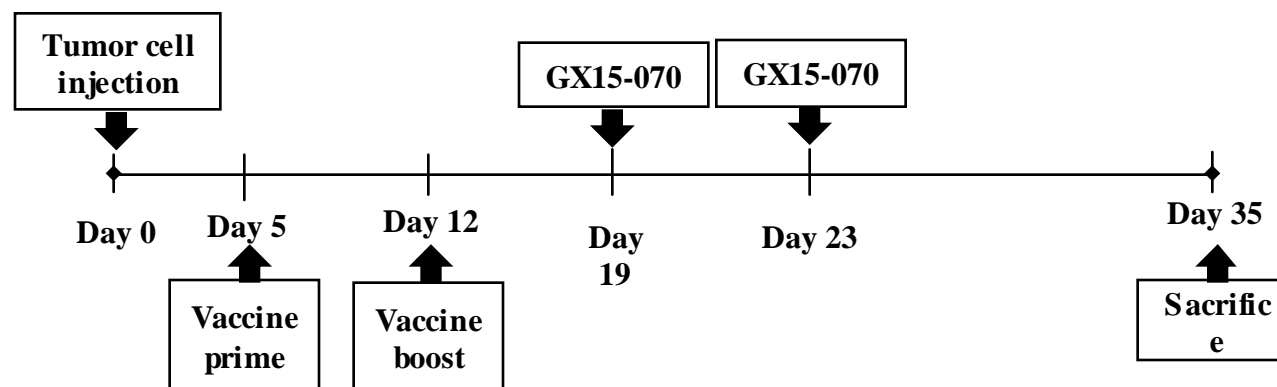 Tumor cell
injection
GX15-070
GX15-070
Day 0
Day 5
Day 12
Day
19
Day 23
Day 35
Vaccine
prime
Vaccine
boost
Sacrific
e